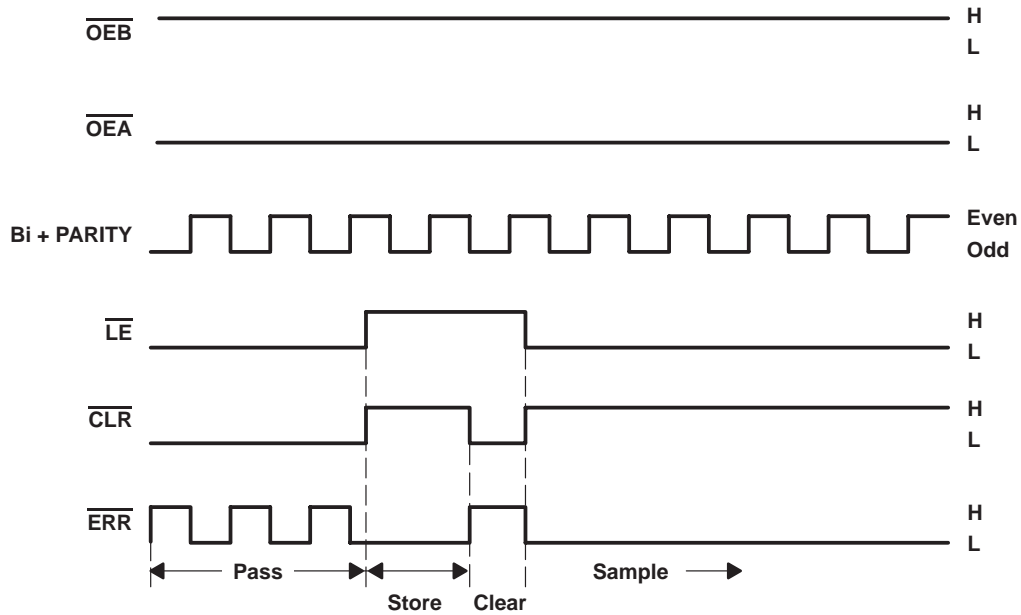 OEB
H
L
OEA
H
L
Bi + PARITY
Even
Odd
LE
H
L
CLR
H
L
ERR
H
L
Pass
Sample
Store
Clear